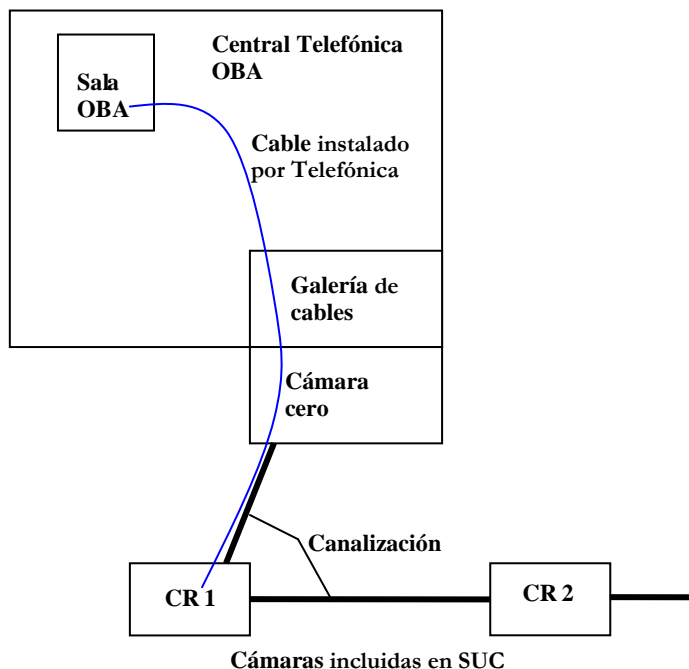 Central Telefónica
OBA
Sala
OBA
Cable instalado
por Telefónica
Galería de
cables
Cámara
cero
Canalización
CR 1
CR 2
Cámaras incluidas en SUC